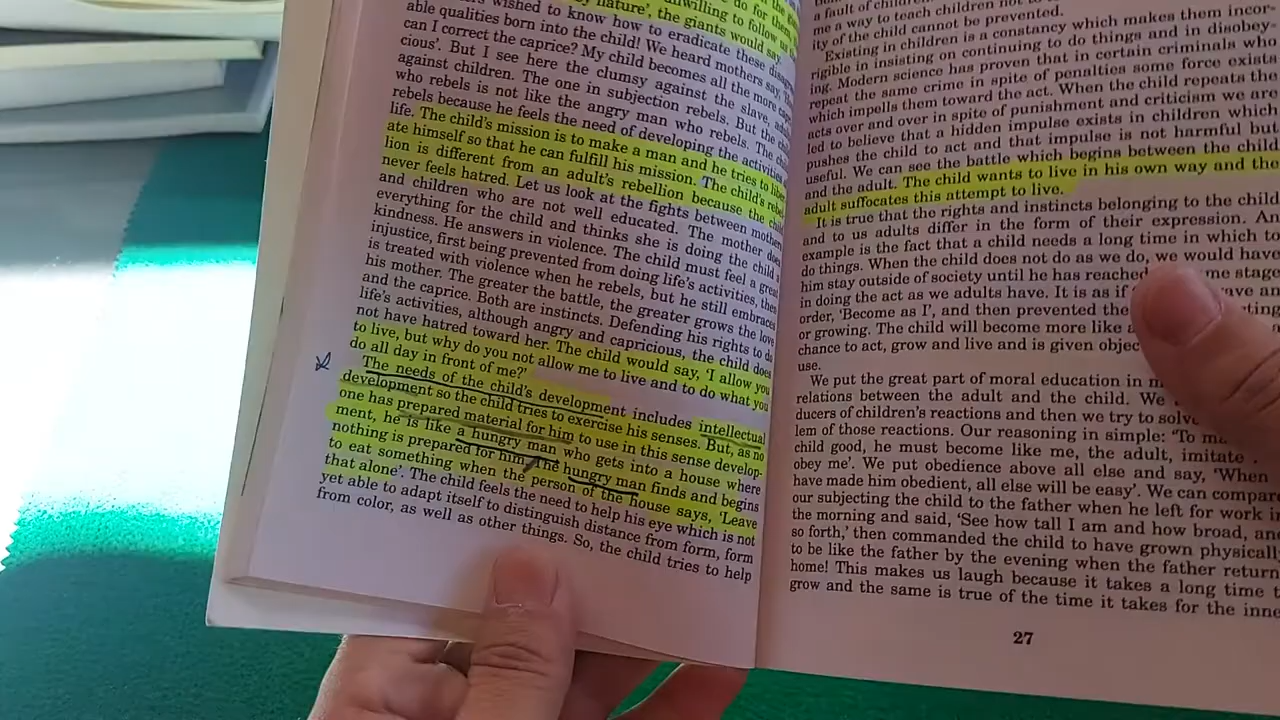 do for them, the
by nature', the giants would say.
wished to know how to eradicate these
able qualities born into the child! We heard mothers say,
can I correct the caprice? My child becomes all the more
cious'. But I see here the clumsy against the slave,
against children. The one in subjection rebels. But the
who rebels is not like the angry man who rebels. The
rebels because he feels the need of developing the activities
life. The child's mission is to make a man and he tries to
ate himself so that he can fulfill his mission. The child's
lion is different from an adult's rebellion because the
never feels hatred. Let us look at the fights between
and children who are not well educated. The mother does
everything for the child and thinks she is doing the child a
kindness. He answers in violence. The child must feel a great
injustice, first being prevented from doing life's activities, then
is treated with violence when he rebels, but he still embraces
his mother. The greater the battle, the greater grows the love
and the caprice. Both are instincts. Defending his rights to do
life's activities, although angry and capricious, the child does
not have hatred toward her. The child would say, 'I allow you
to live, but why do you not allow me to live and to do what you
do all day in front of me?'
The needs of the child's development includes intellectual
development so the child tries to exercise his senses. But, as no
one has prepared material for him to use in this sense develop-
ment, he is like a hungry man who gets into a house where
nothing is prepared for him. The hungry man finds and begins
to eat something when the person of the house says, 'Leave
that alone'. The child feels the need to help his eye which is not
yet able to adapt itself to distinguish distance from form, form
from color, as well as other things. So, the child tries to help
a fault of
me a way to teach children not to
ity of the child cannot be prevented.
Existing in children is a constancy which makes them incor-
rigible in insisting on continuing to do things and in disobey-
ing. Modern science has proven that in certain criminals who
repeat the same crime in spite of penalties some force exists
which impells them toward the act. When the child repeats the
acts over and over in spite of punishment and criticism we are
led to believe that a hidden impulse exists in children which
pushes the child to act and that impulse is not harmful but
useful. We can see the battle which begins between the child
and the adult. The child wants to live in his own way and the
adult suffocates this attempt to live.
It is true that the rights and instincts belonging to the child
and to us adults differ in the form of their expression. An
example is the fact that a child needs a long time in which to
do things. When the child does not do as we do, we would have
him stay outside of society until he has reached me stage
in doing the act as we adults have. It is as if
order, 'Become as I', and then prevented the
or growing. The child will become more like
chance to act, grow and live and is given
use.
We put the great part of moral education in
relations between the adult and the child. We
ducers of children's reactions and then we try to solve
lem of those reactions. Our reasoning in simple: 'To
child good, he must become like me, the adult, imitate
obey me'. We put obedience above all else and say, 'When
have made him obedient, all else will be easy'. We can compare
our subjecting the child to the father when he left for work in
the morning and said, 'See how tall I am and how broad, and
so forth,' then commanded the child to have grown physically
to be like the father by the evening when the father
home! This makes us laugh because it takes a long time
grow and the same is true of the time it takes for the
27